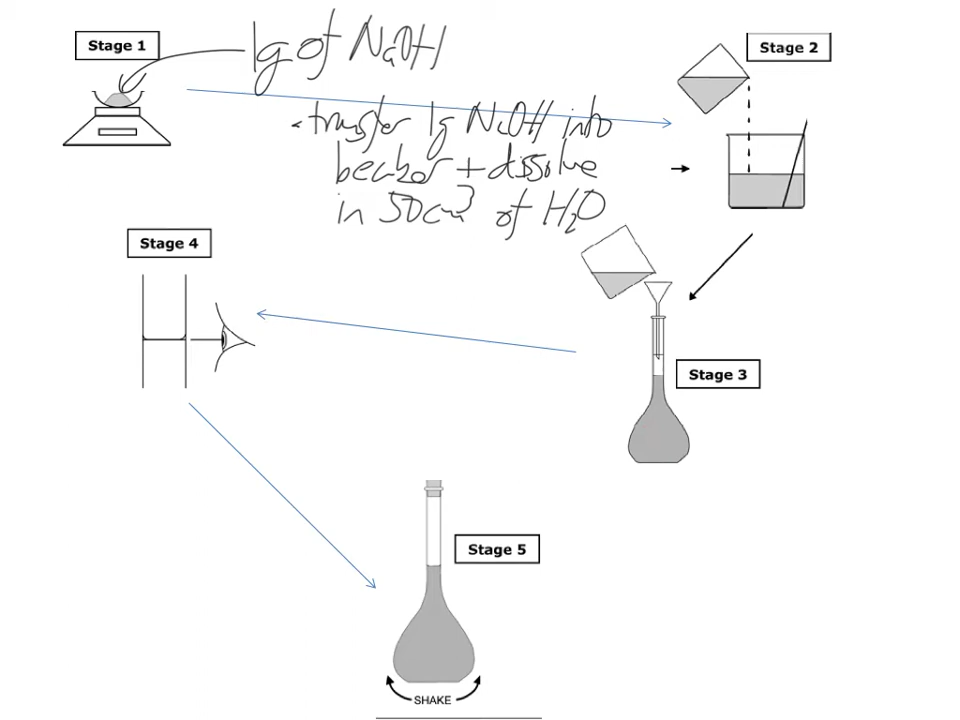 Stage 1
1g of NaOH
Stage 2
• transfer 1g NaOH into
beaker + dissolve
in 50cm³ of H₂O
Stage 4
Stage 3
Stage 5
SHAKE